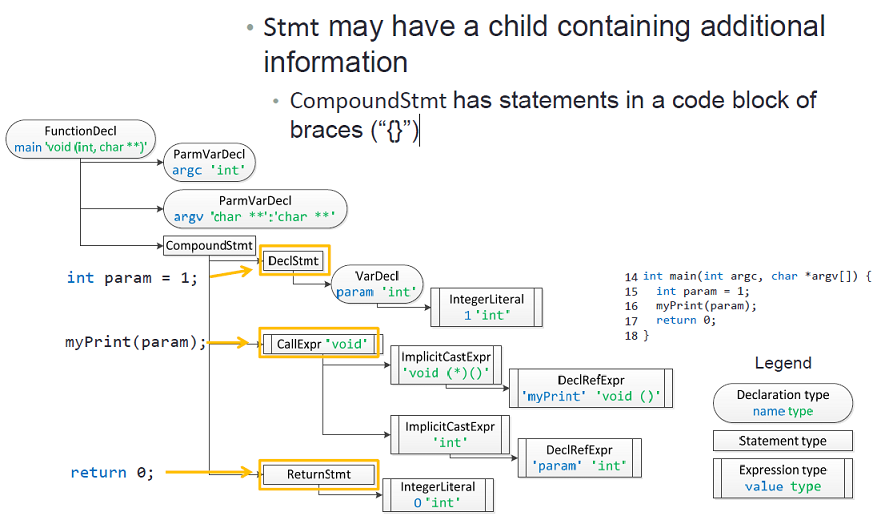 • Stmt may have a child containing additional
information
• CompoundStmt has statements in a code block of
braces (“{}”)
FunctionDecl
main 'void (int, char **)'
ParmVarDecl
argc 'int'
ParmVarDecl
argv 'char **':'char **'
CompoundStmt
DeclStmt
int param = 1;
VarDecl
param 'int'
IntegerLiteral
1 'int'
myPrint(param);
CallExpr 'void'
ImplicitCastExpr
'void (*)()'
DeclRefExpr
'myPrint' 'void ()'
ImplicitCastExpr
'int'
DeclRefExpr
'param' 'int'
return 0;
ReturnStmt
IntegerLiteral
0 'int'
14 int main(int argc, char *argv[]) {
15 int param = 1;
16 myPrint(param);
17 return 0;
18 }
Legend
Declaration type
name type
Statement type
Expression type
value type